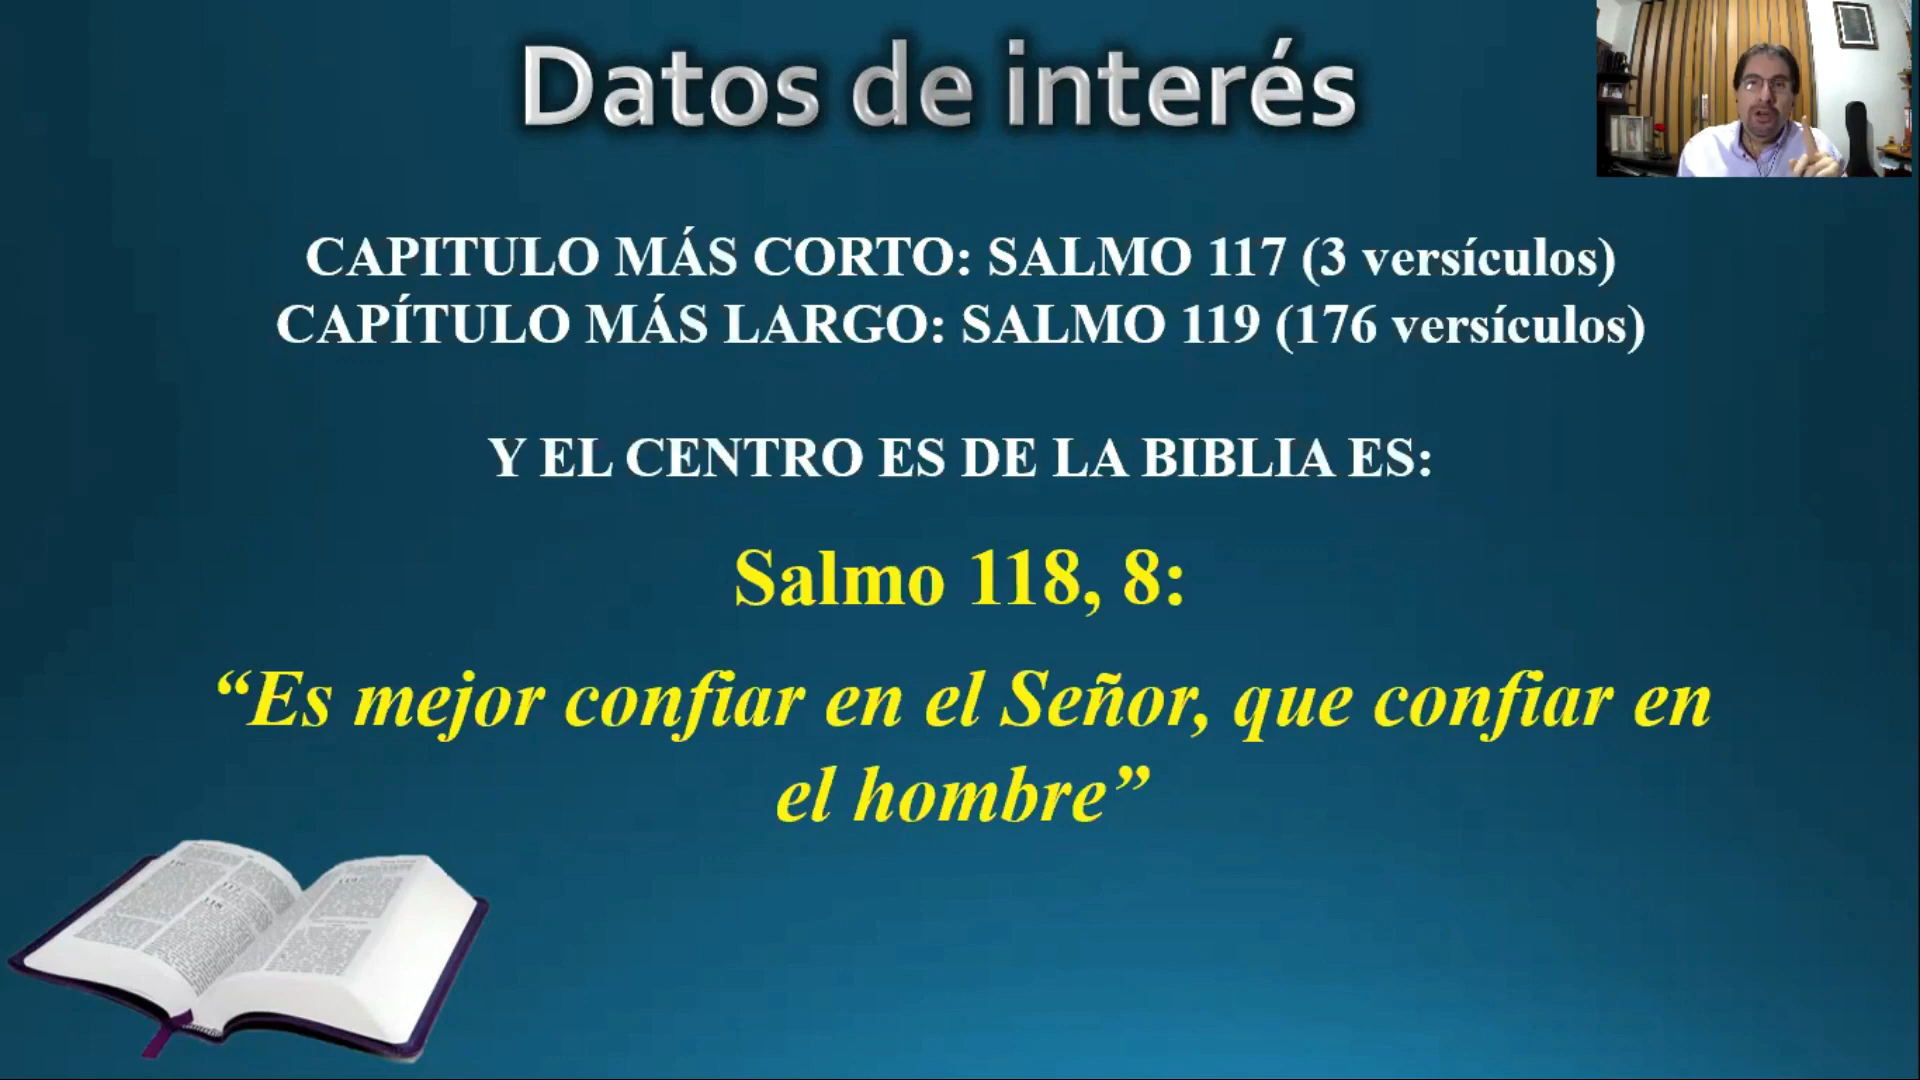 Datos de interés
CAPITULO MÁS CORTO: SALMO 117 (3 versículos)
CAPÍTULO MÁS LARGO: SALMO 119 (176 versículos)
Y EL CENTRO ES DE LA BIBLIA ES:
Salmo 118, 8:
“Es mejor confiar en el Señor, que confiar en
el hombre”
117
118